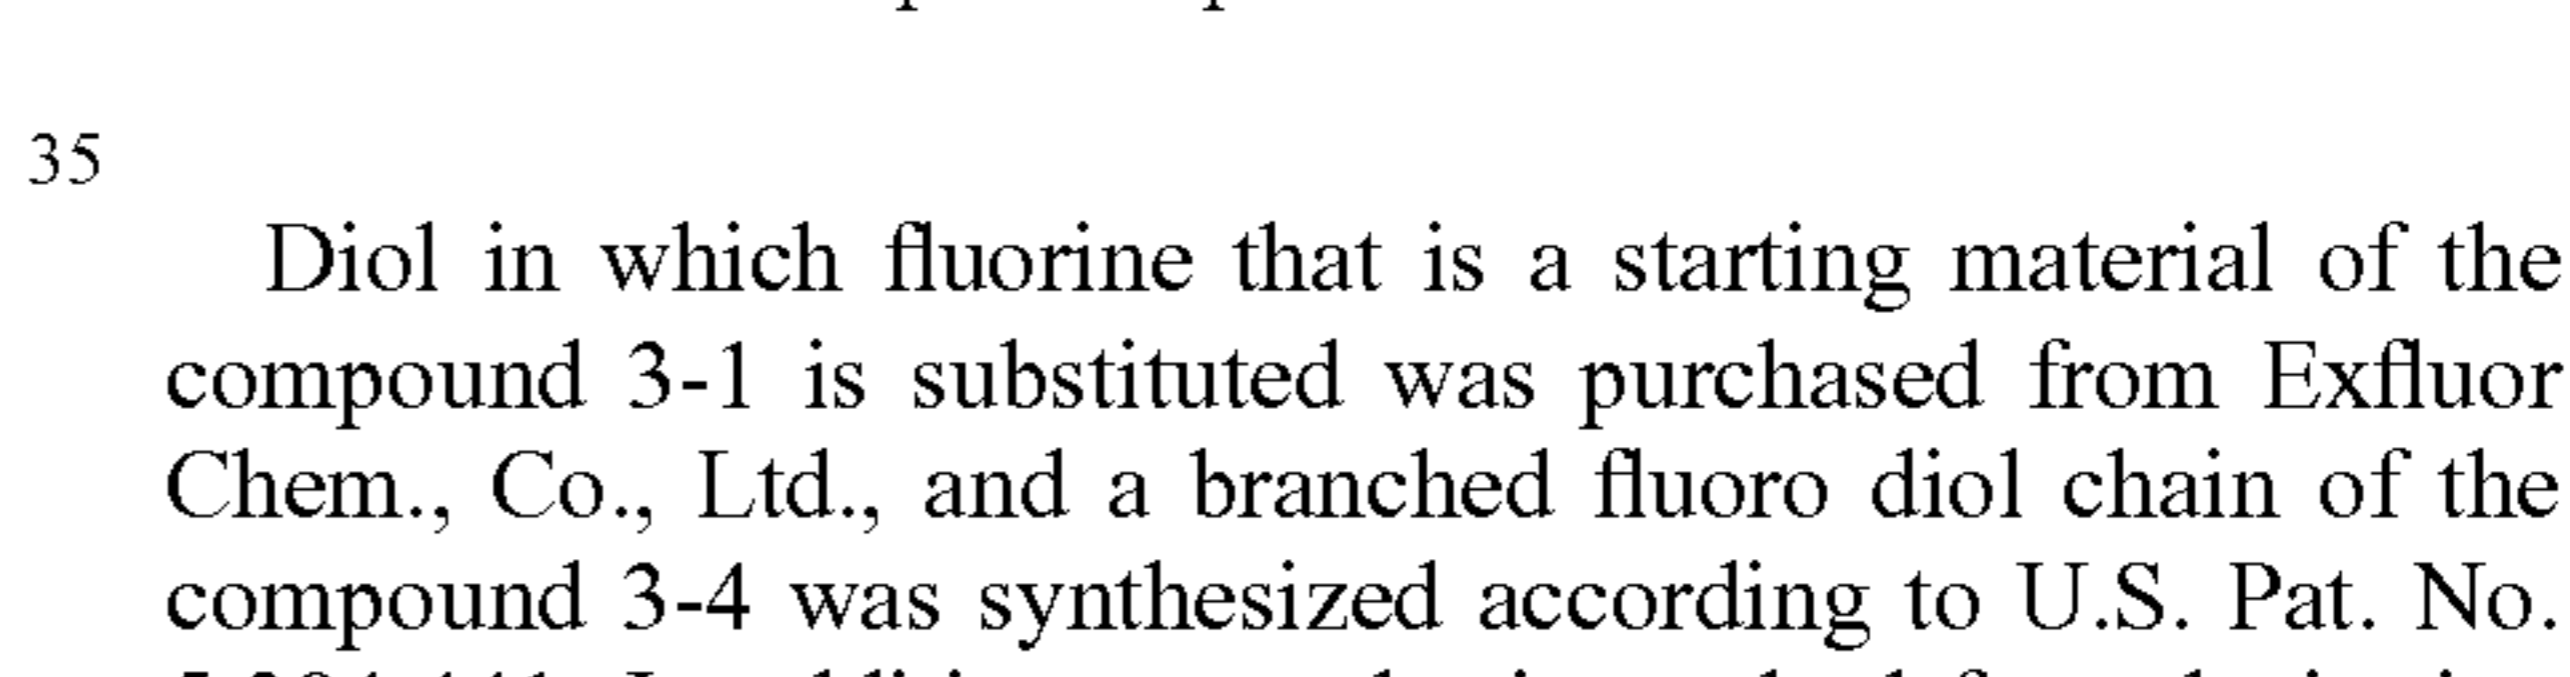 35
Diol in which fluorine that is a starting material of the
compound 3-1 is substituted was purchased from Exfluor
Chem., Co., Ltd., and a branched fluoro diol chain of the
compound 3-4 was synthesized according to U.S. Pat. No.